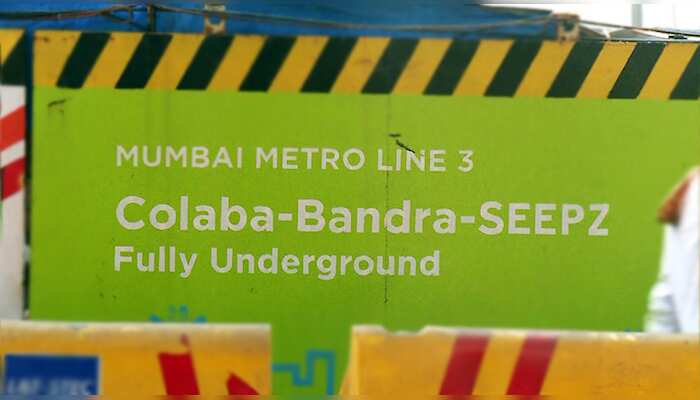 MUMBAI METRO LINE 3
Colaba-Bandra-SEEPZ
Fully Underground